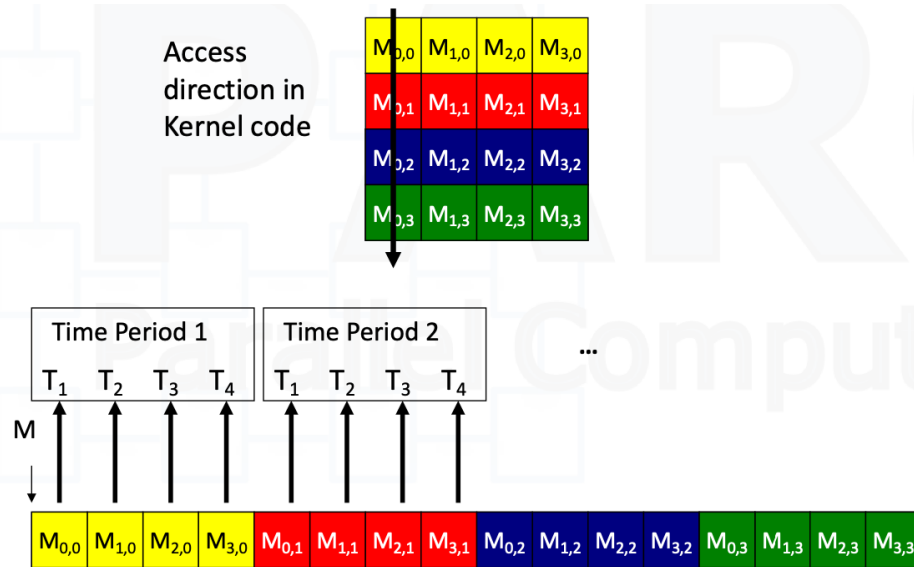 PAR
Access
direction in
Kernel code
M0,0 M1,0 M2,0 M3,0
M0,1 M1,1 M2,1 M3,1
M0,2 M1,2 M2,2 M3,2
M0,3 M1,3 M2,3 M3,3
Parallel Comput
Time Period 1 Time Period 2 ...
T1 T2 T3 T4 T1 T2 T3 T4
M
M0,0 M1,0 M2,0 M3,0 M0,1 M1,1 M2,1 M3,1 M0,2 M1,2 M2,2 M3,2 M0,3 M1,3 M2,3 M3,3